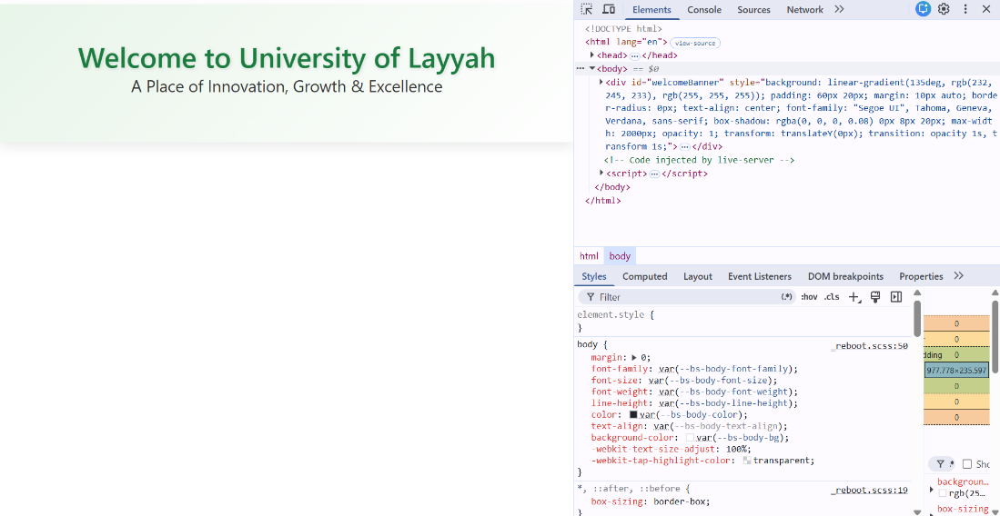 Welcome to University of Layyah
A Place of Innovation, Growth & Excellence
Elements Console Sources Network
<!DOCTYPE html>
<html lang="en"> view-source
<head> … </head>
… <body> == $0
<div id="welcomeBanner" style="background: linear-gradient(135deg, rgb(232,
245, 233), rgb(255, 255, 255)); padding: 60px 20px; margin: 10px auto; bord
er-radius: 0px; text-align: center; font-family: "Segoe UI", Tahoma, Geneva,
Verdana, sans-serif; box-shadow: rgba(0, 0, 0, 0.08) 0px 8px 20px; max-widt
h: 2000px; opacity: 1; transform: translateY(0px); transition: opacity 1s, t
ransform 1s;"> … </div>
<!-- Code injected by live-server -->
<script> … </script>
</body>
</html>
html body
Styles Computed Layout Event Listeners DOM breakpoints Properties
Filter (.*) :hov .cls
element.style {
}
body { _reboot.scss:50
margin: 0;
font-family: var(--bs-body-font-family);
font-size: var(--bs-body-font-size);
font-weight: var(--bs-body-font-weight);
line-height: var(--bs-body-line-height);
color: var(--bs-body-color);
text-align: var(--bs-body-text-align);
background-color: var(--bs-body-bg);
-webkit-text-size-adjust: 100%;
-webkit-tap-highlight-color: transparent;
}
*, ::after, ::before { _reboot.scss:19
box-sizing: border-box;
}
0
0
dding 0
977.778×235.597
0
0
0
.* Sho
backgroun…
rgb(25…
box-sizing